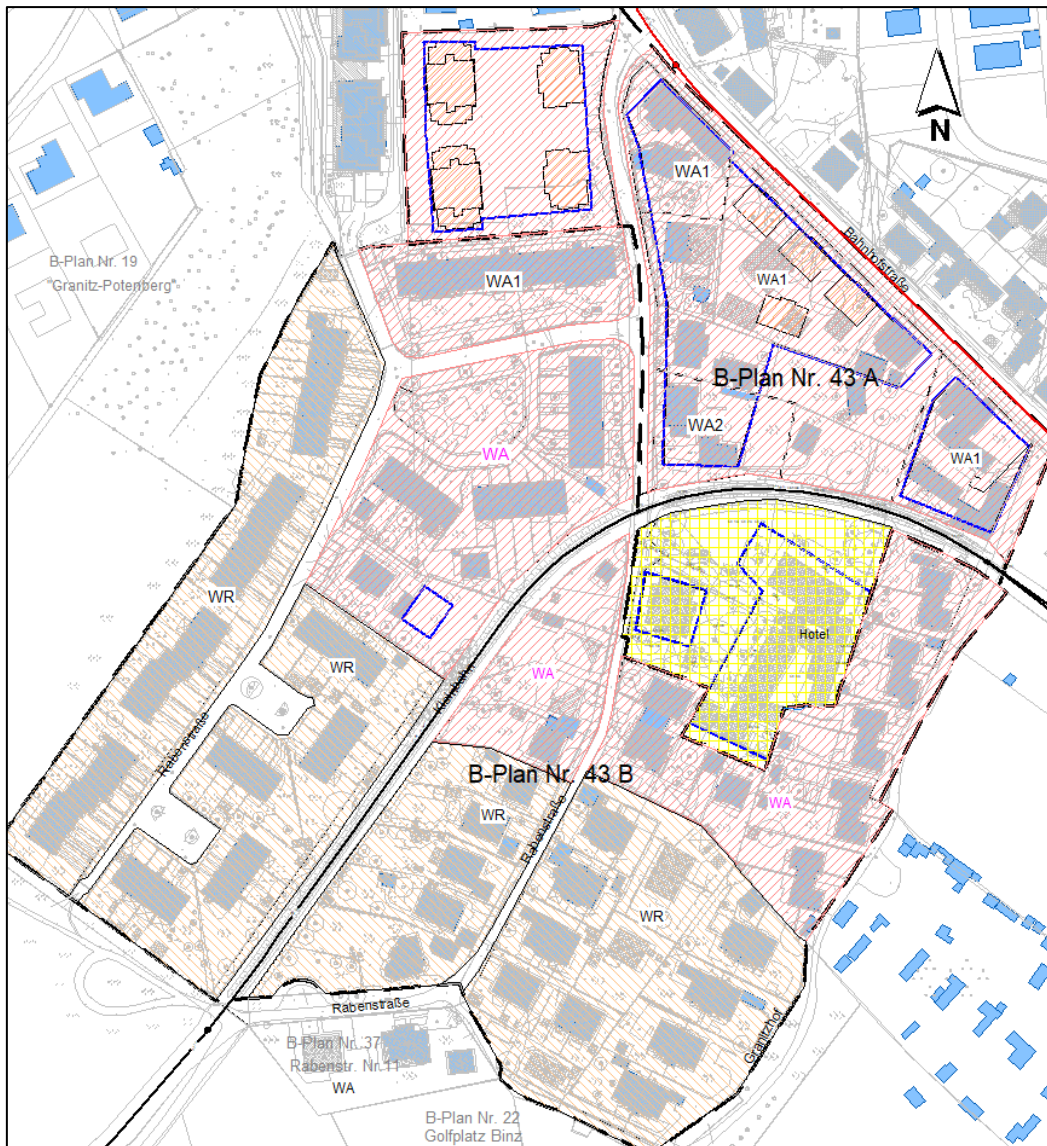 N
WA1
B-Plan Nr. 19
Granitz-Potenberg
Bahnhofstraße
WA1
WA1
B-Plan Nr. 43 A
WA2
WA
WA1
WR
Hotel
WR
WA
Kleinbahn
Rabenstraße
B-Plan Nr. 43 B
WA
WR
Rabenstraße
WR
Rabenstraße
Granitzhof
B-Plan Nr. 37
Rabenstr. Nr.11
WA
B-Plan Nr. 22
Golfplatz Binz